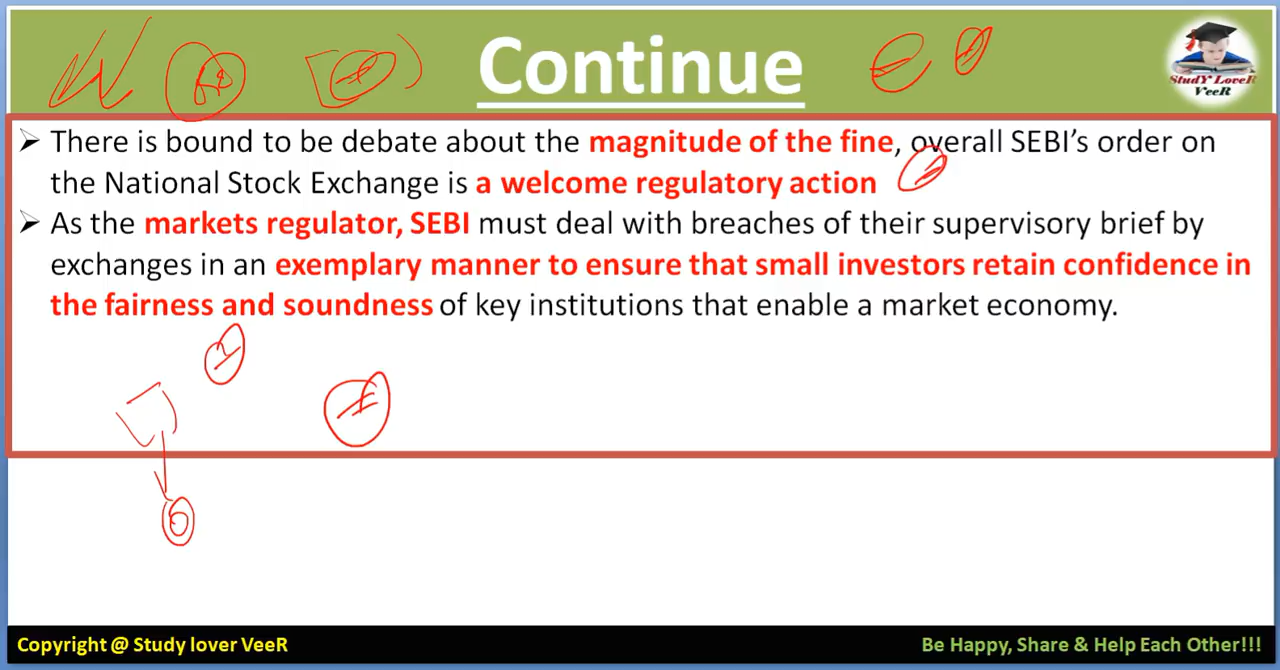 Continue
StudY LoveR
VeeR
➢ There is bound to be debate about the magnitude of the fine, overall SEBI’s order on
the National Stock Exchange is a welcome regulatory action
➢ As the markets regulator, SEBI must deal with breaches of their supervisory brief by
exchanges in an exemplary manner to ensure that small investors retain confidence in
the fairness and soundness of key institutions that enable a market economy.
Copyright @ Study lover VeeR
Be Happy, Share & Help Each Other!!!